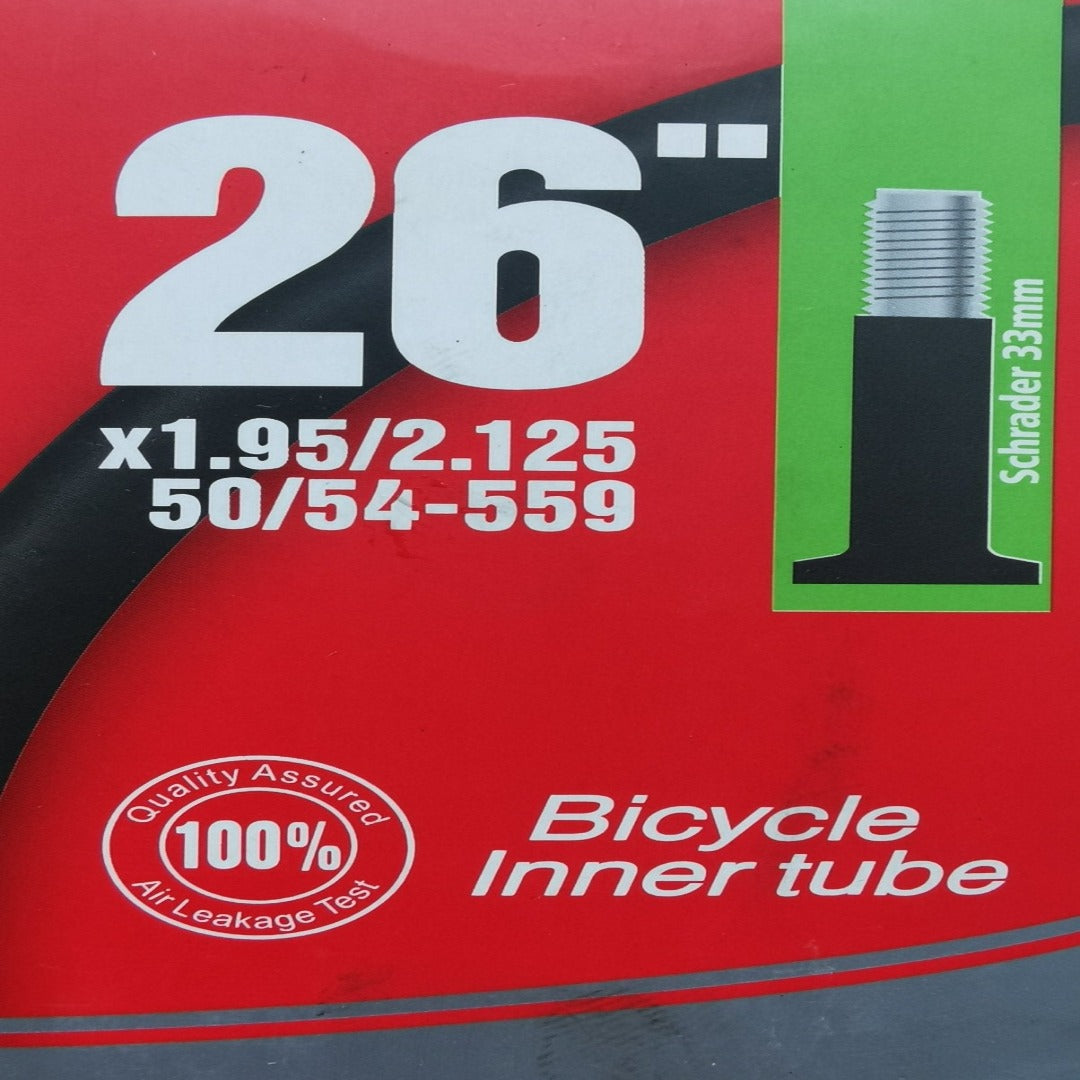 26"
x1.95/2.125
50/54-559
Schrader 33mm
Quality Assured
100%
Air Leakage Test
Bicycle
Inner tube